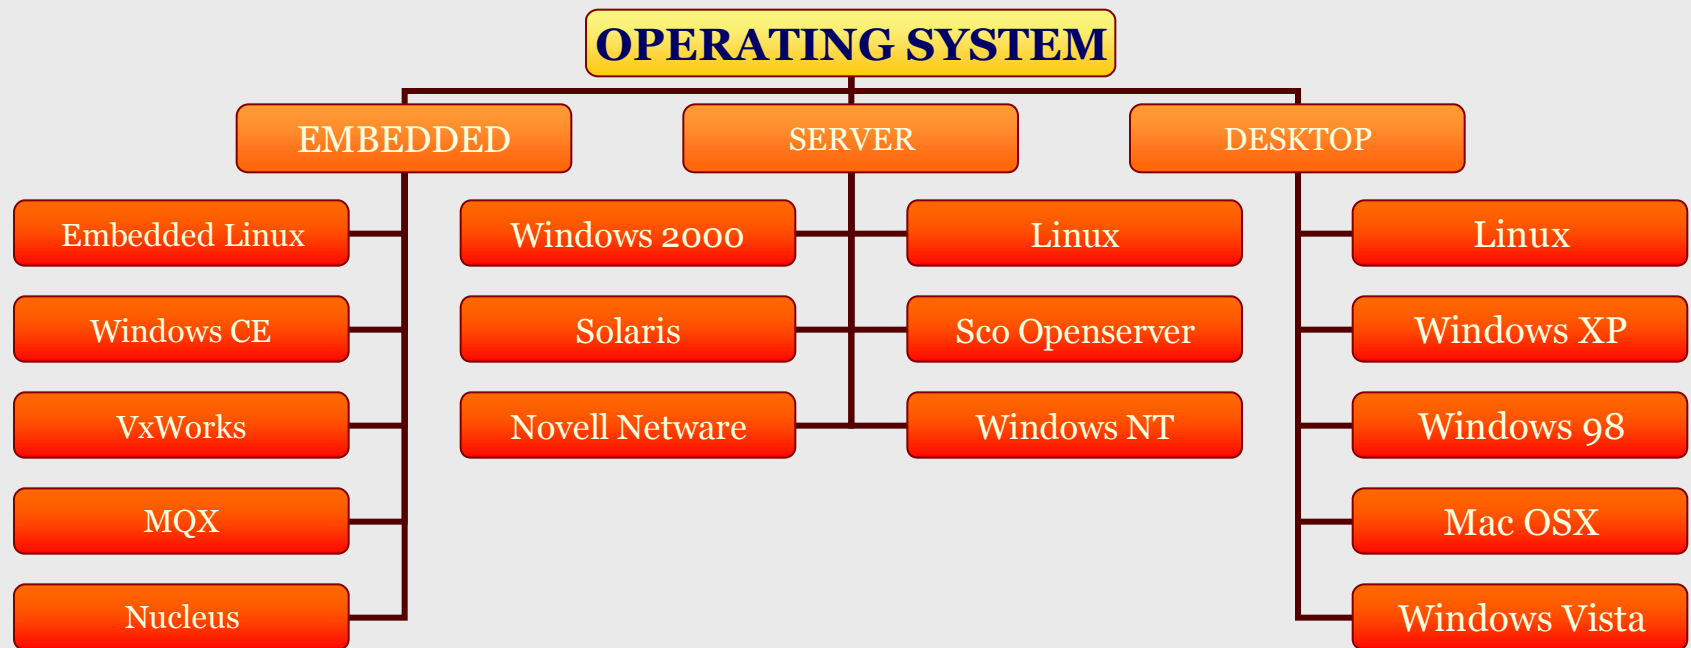 OPERATING SYSTEM
EMBEDDED
SERVER
DESKTOP
Embedded Linux
Windows 2000
Linux
Linux
Windows CE
Solaris
Sco Openserver
Windows XP
VxWorks
Novell Netware
Windows NT
Windows 98
MQX
Mac OSX
Nucleus
Windows Vista